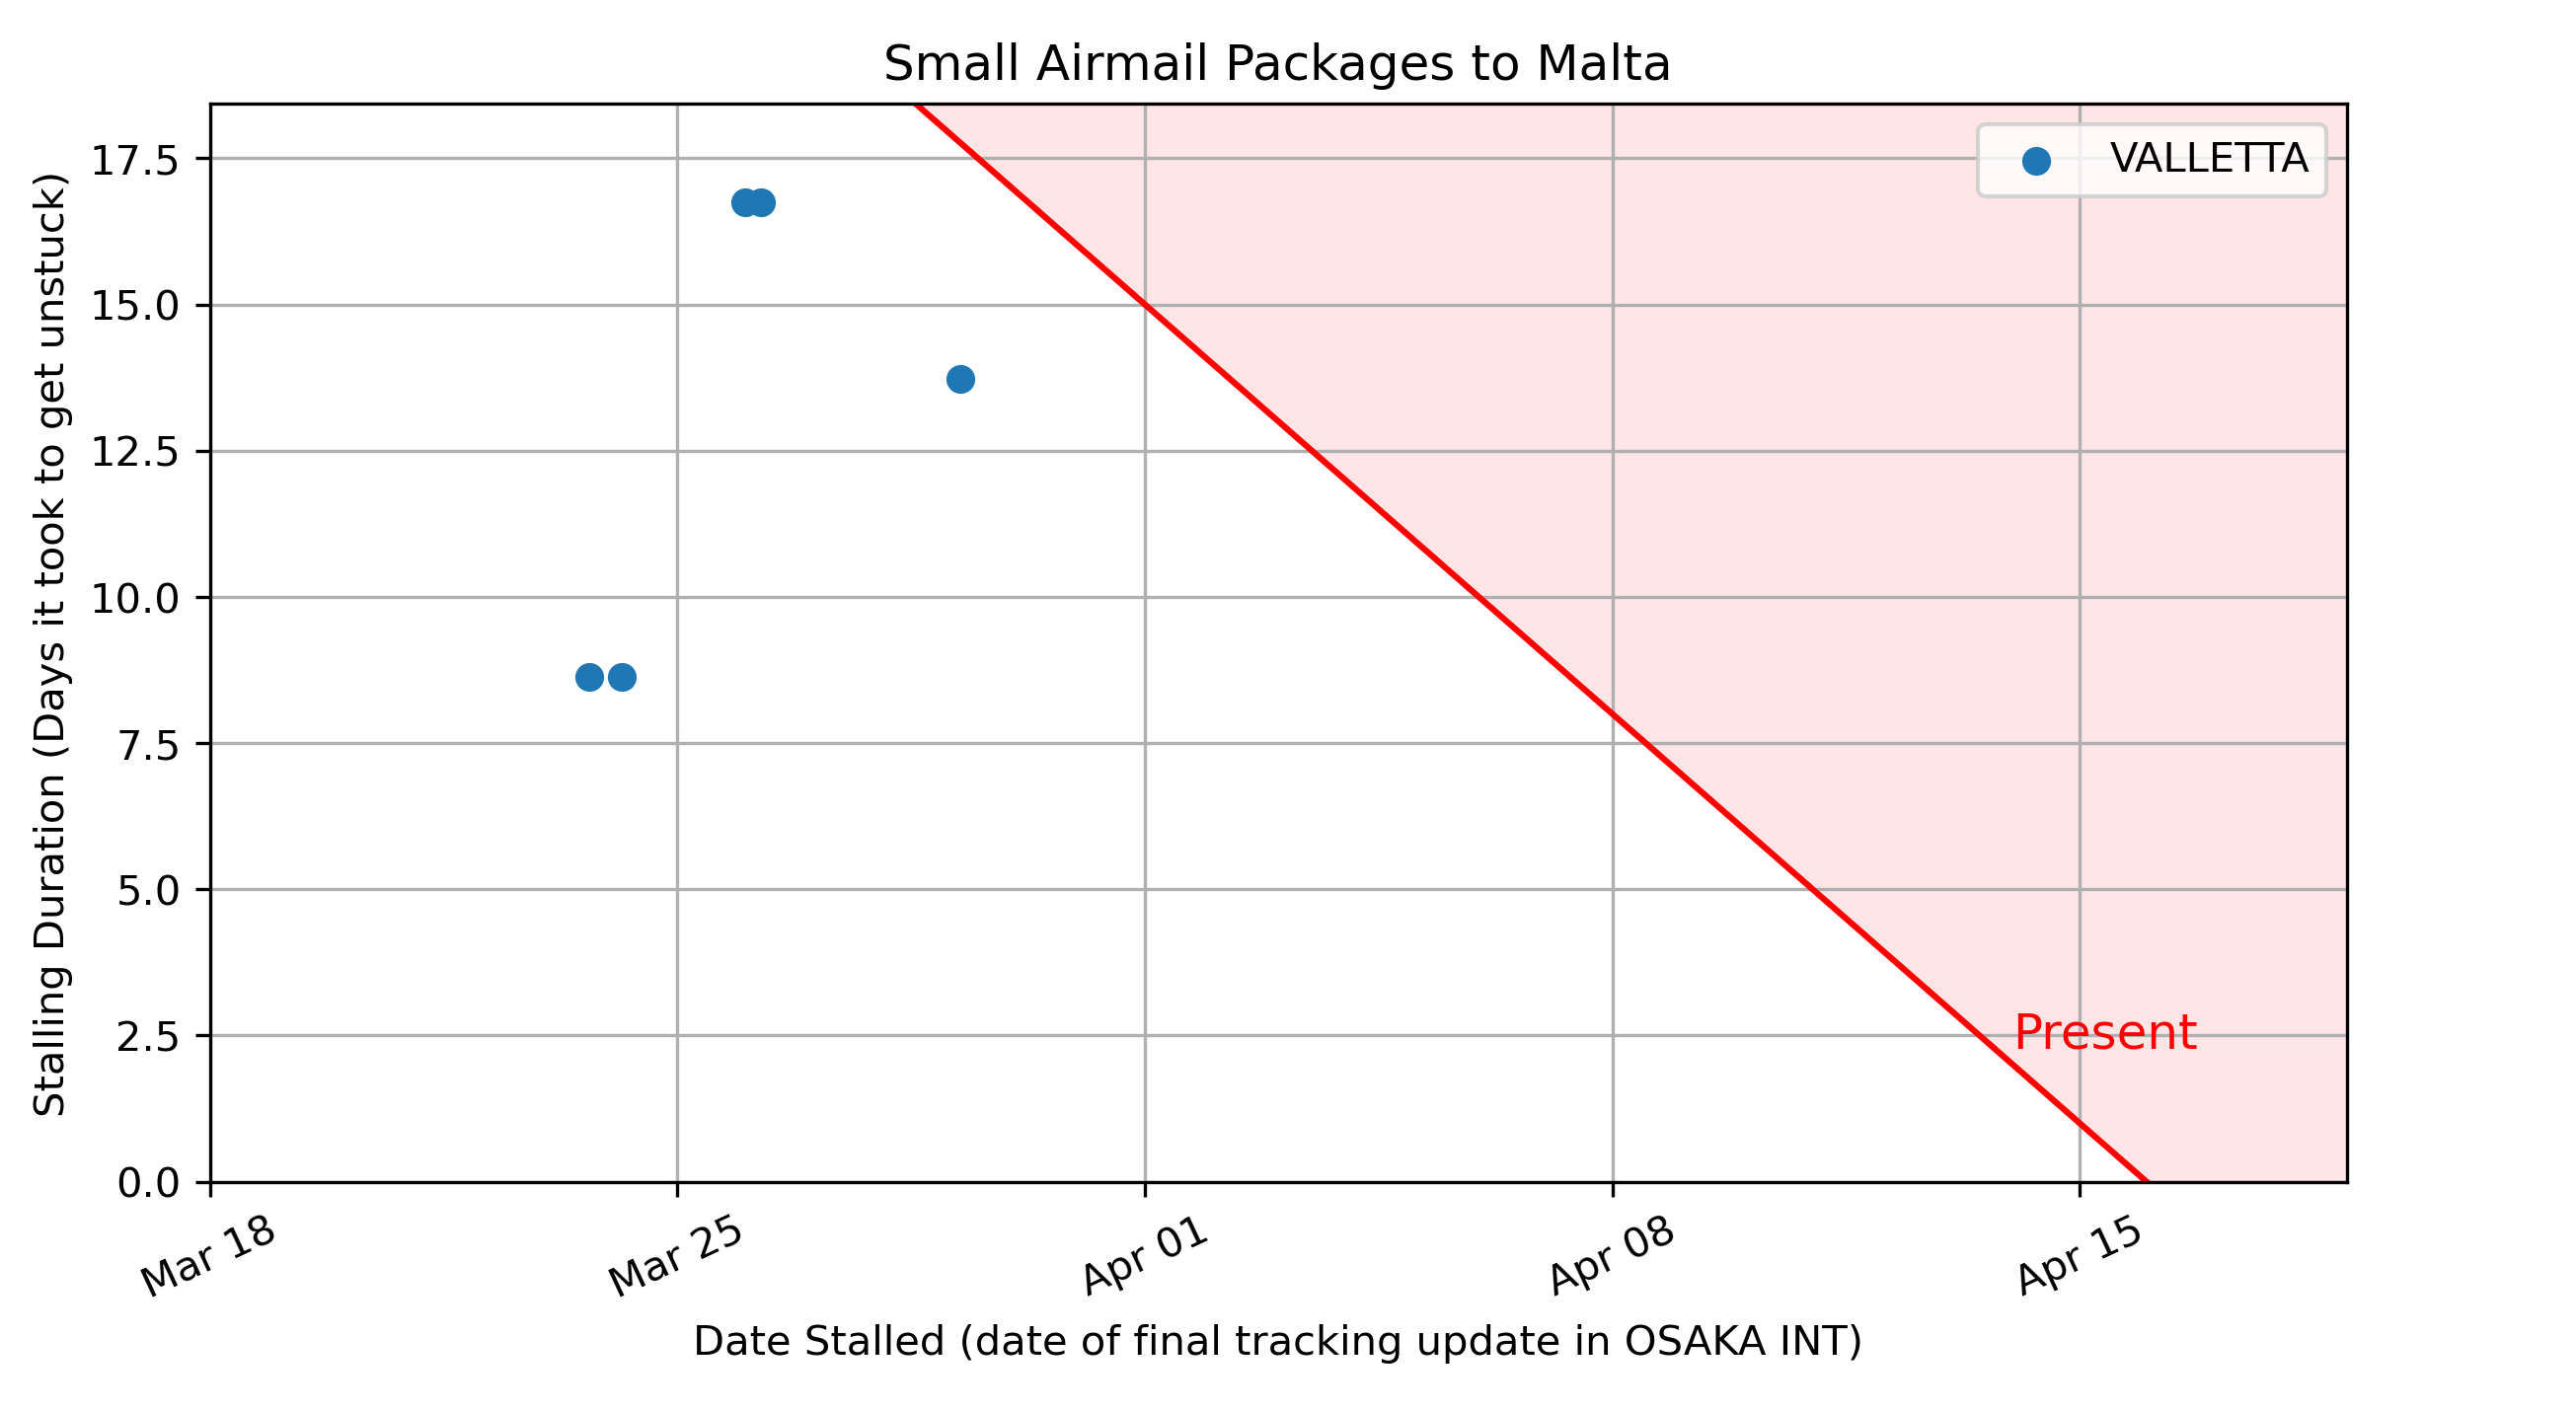 Small Airmail Packages to Malta
VALLETTA
Stalling Duration (Days it took to get unstuck)
17.5
15.0
12.5
10.0
7.5
5.0
2.5
0.0
Present
Mar 18
Mar 25
Apr 01
Apr 08
Apr 15
Date Stalled (date of final tracking update in OSAKA INT)